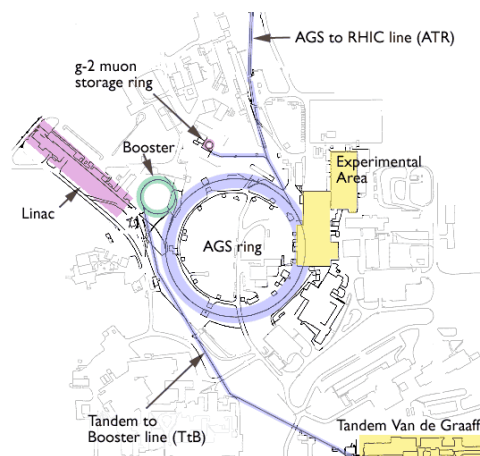 AGS to RHIC line (ATR)
g-2 muon
storage ring
Booster
Experimental
Area
Linac
AGS ring
Tandem to
Booster line (TtB)
Tandem Van de Graaff